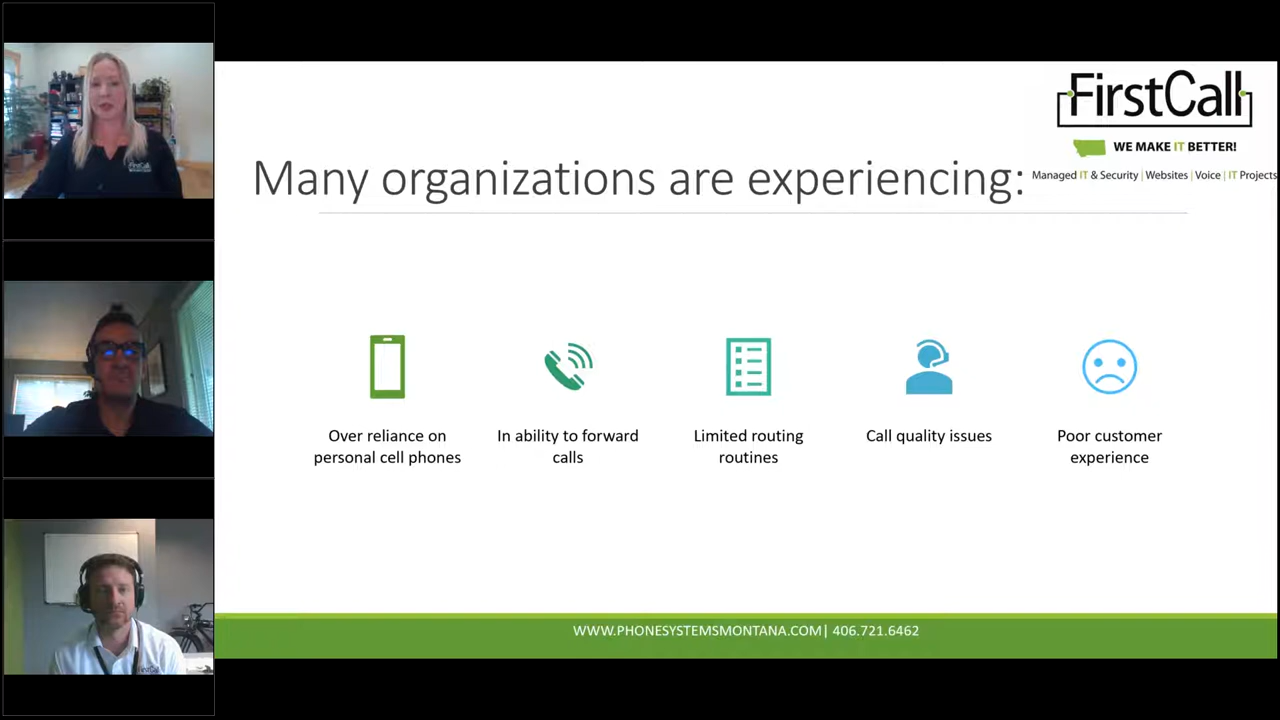 FirstCall
WE MAKE IT BETTER!
Managed IT & Security | Websites | Voice | IT Projects
Many organizations are experiencing:
Over reliance on
personal cell phones
In ability to forward
calls
Limited routing
routines
Call quality issues
Poor customer
experience
WWW.PHONESYSTEMSMONTANA.COM| 406.721.6462
FirstCall
FirstCall